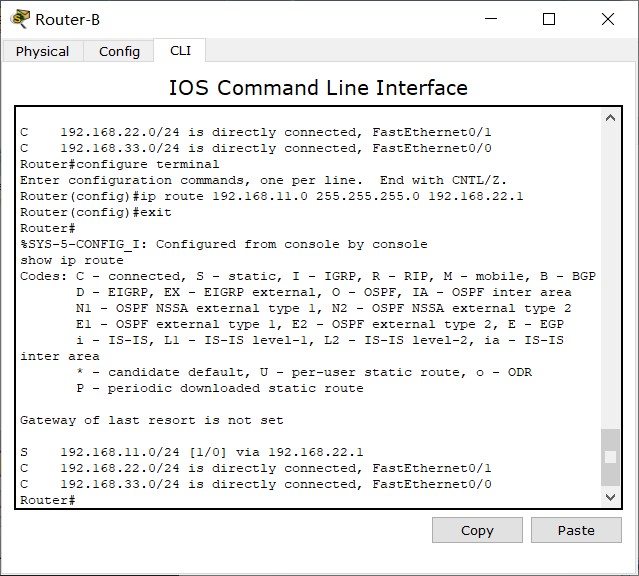 Router-B
Physical Config CLI
IOS Command Line Interface
C    192.168.22.0/24 is directly connected, FastEthernet0/1
C    192.168.33.0/24 is directly connected, FastEthernet0/0
Router#configure terminal
Enter configuration commands, one per line.  End with CNTL/Z.
Router(config)#ip route 192.168.11.0 255.255.255.0 192.168.22.1
Router(config)#exit
Router#
%SYS-5-CONFIG_I: Configured from console by console
show ip route
Codes: C - connected, S - static, I - IGRP, R - RIP, M - mobile, B - BGP
       D - EIGRP, EX - EIGRP external, O - OSPF, IA - OSPF inter area
       N1 - OSPF NSSA external type 1, N2 - OSPF NSSA external type 2
       E1 - OSPF external type 1, E2 - OSPF external type 2, E - EGP
       i - IS-IS, L1 - IS-IS level-1, L2 - IS-IS level-2, ia - IS-IS
inter area
       * - candidate default, U - per-user static route, o - ODR
       P - periodic downloaded static route
Gateway of last resort is not set
S    192.168.11.0/24 [1/0] via 192.168.22.1
C    192.168.22.0/24 is directly connected, FastEthernet0/1
C    192.168.33.0/24 is directly connected, FastEthernet0/0
Router#
Copy Paste